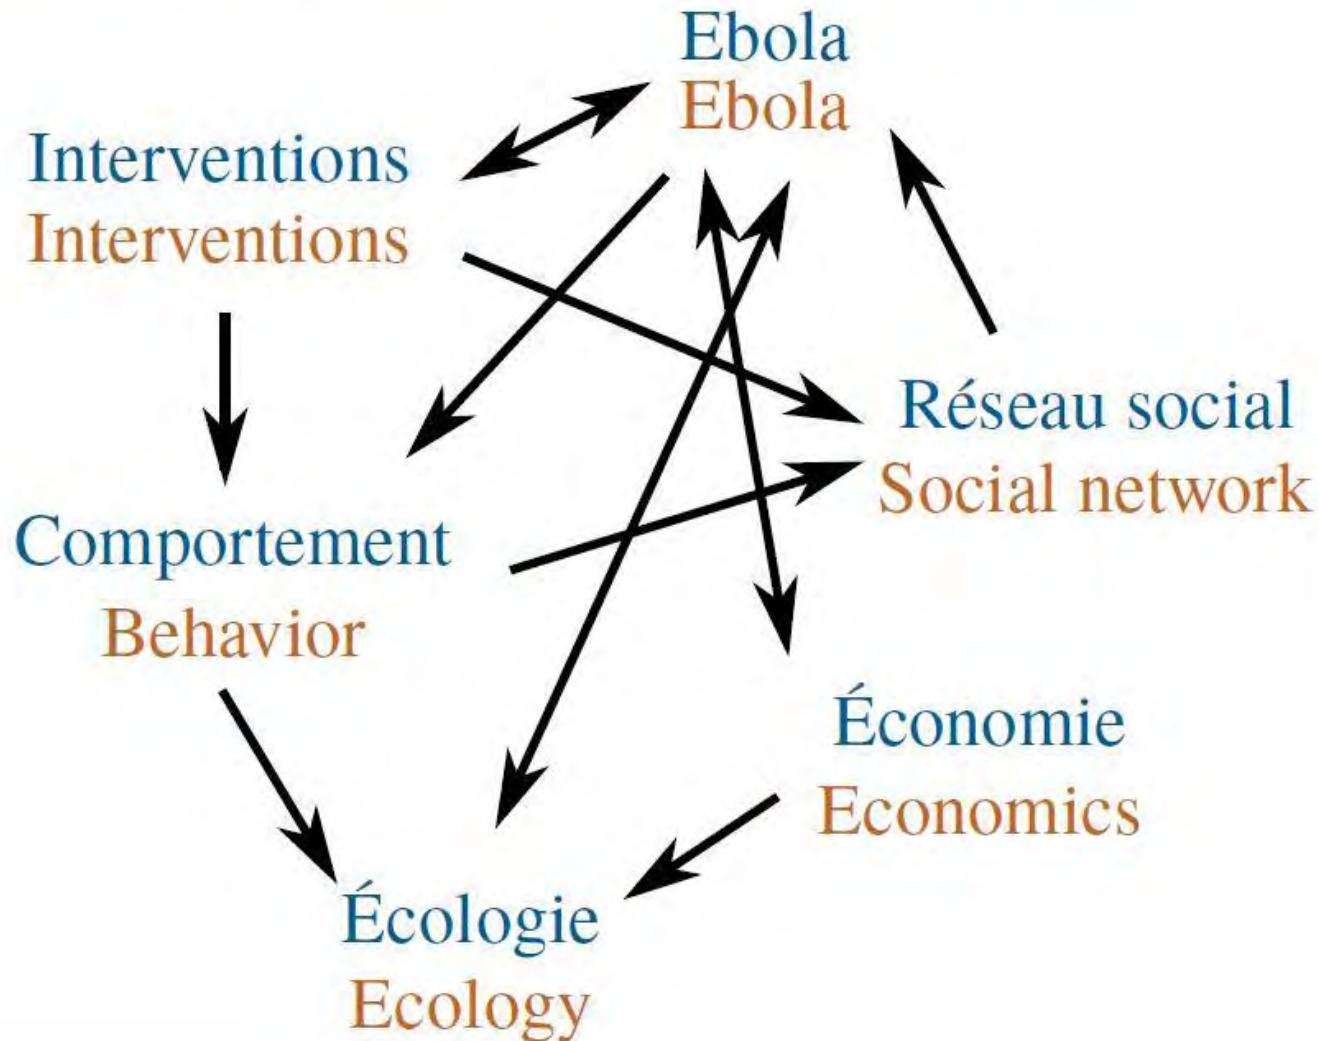 Ebola
Ebola
Interventions
Interventions
Réseau social
Social network
Comportement
Behavior
Économie
Economics
Écologie
Ecology